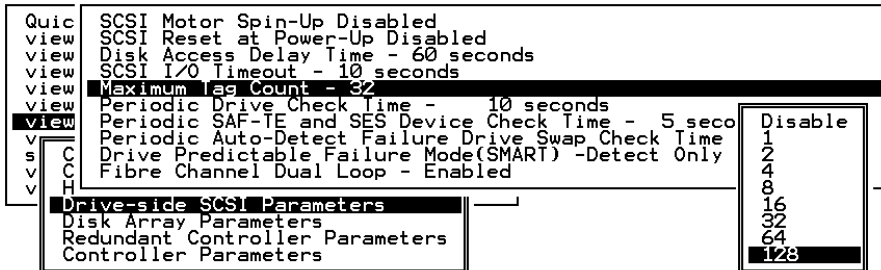 Quic
view
view
view
view
view
view
v
s
v
v
SCSI Motor Spin-Up Disabled
SCSI Reset at Power-Up Disabled
Disk Access Delay Time - 60 seconds
SCSI I/O Timeout - 10 seconds
Maximum Tag Count - 32
Periodic Drive Check Time -    10 seconds
Periodic SAF-TE and SES Device Check Time -  5 seco
Periodic Auto-Detect Failure Drive Swap Check Time
Drive Predictable Failure Mode(SMART) -Detect Only
Fibre Channel Dual Loop - Enabled
C
C
H
Drive-side SCSI Parameters
Disk Array Parameters
Redundant Controller Parameters
Controller Parameters
Disable
1
2
4
8
16
32
64
128